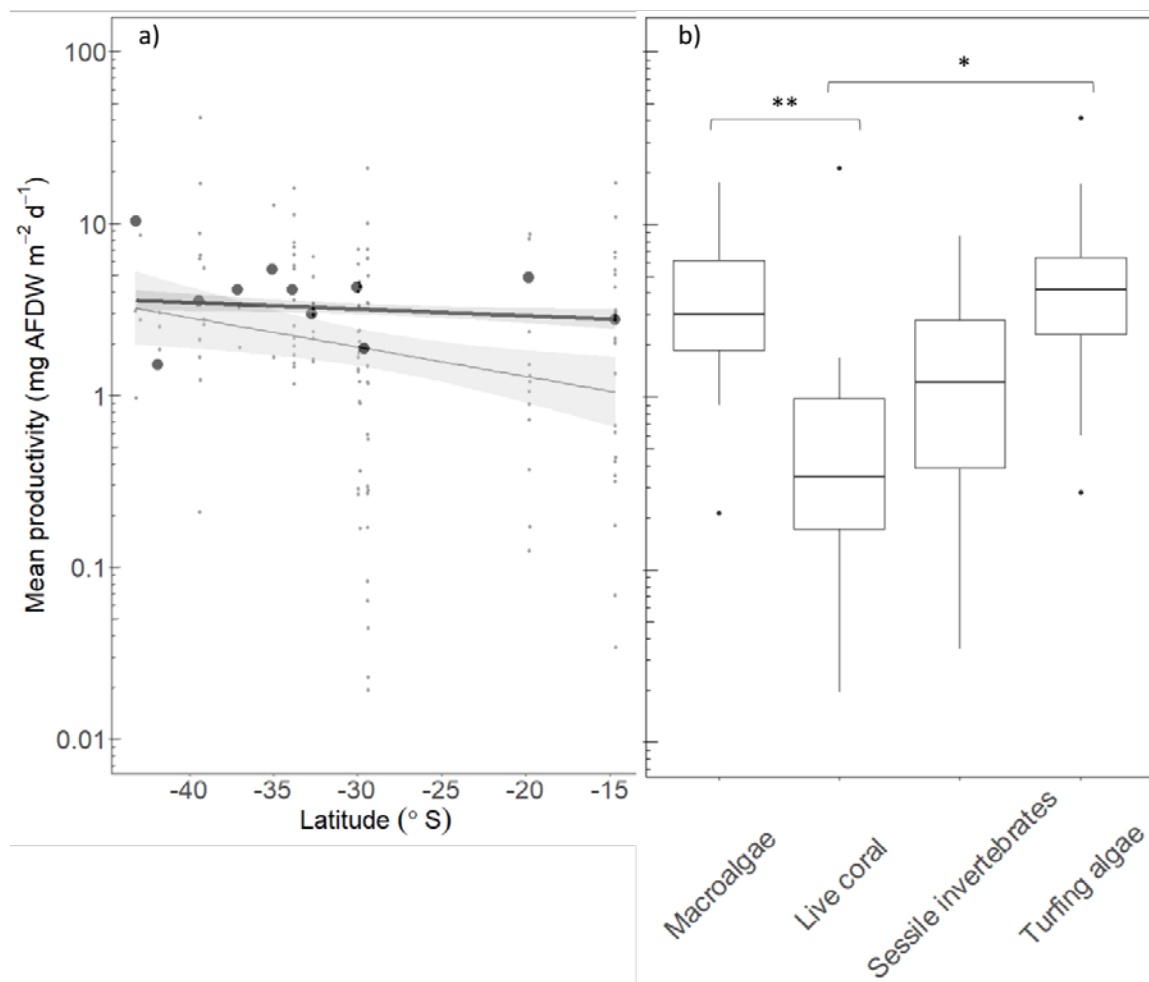 a)
100
10
1
0.1
0.01
Mean productivity (mg AFDW m⁻² d⁻¹)
-40 -35 -30 -25 -20 -15
Latitude (° S)
b)
*
**
Macroalgae
Live coral
Sessile invertebrates
Turfing algae